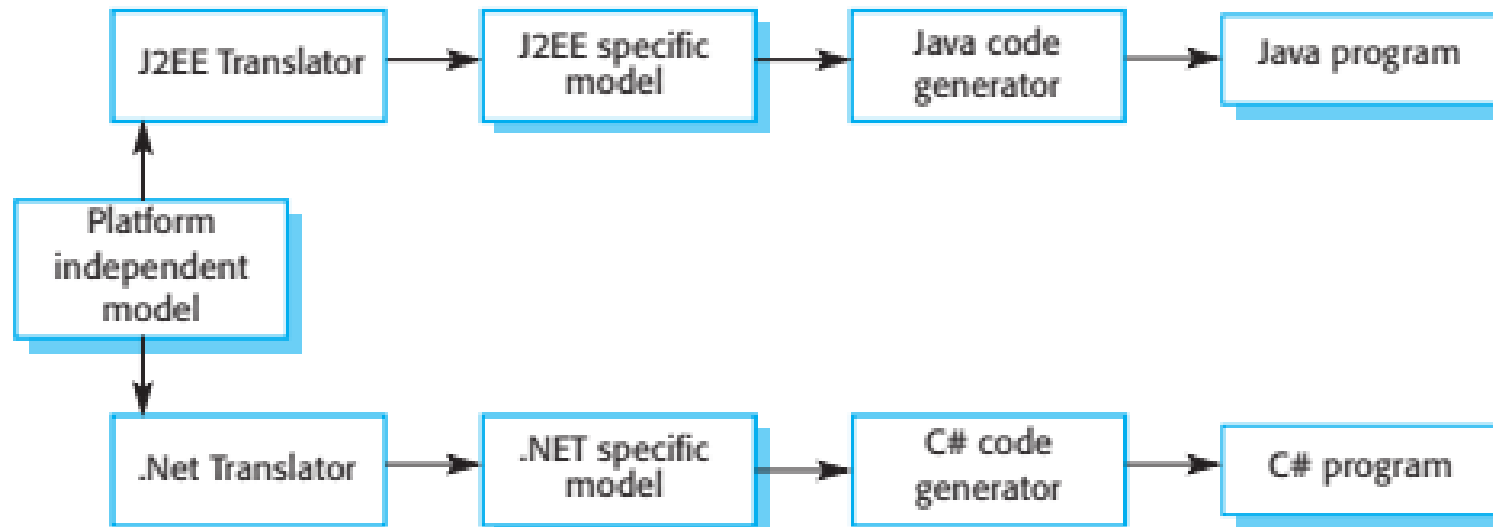 J2EE Translator
J2EE specific
model
Java code
generator
Java program
Platform
independent
model
.Net Translator
.NET specific
model
C# code
generator
C# program